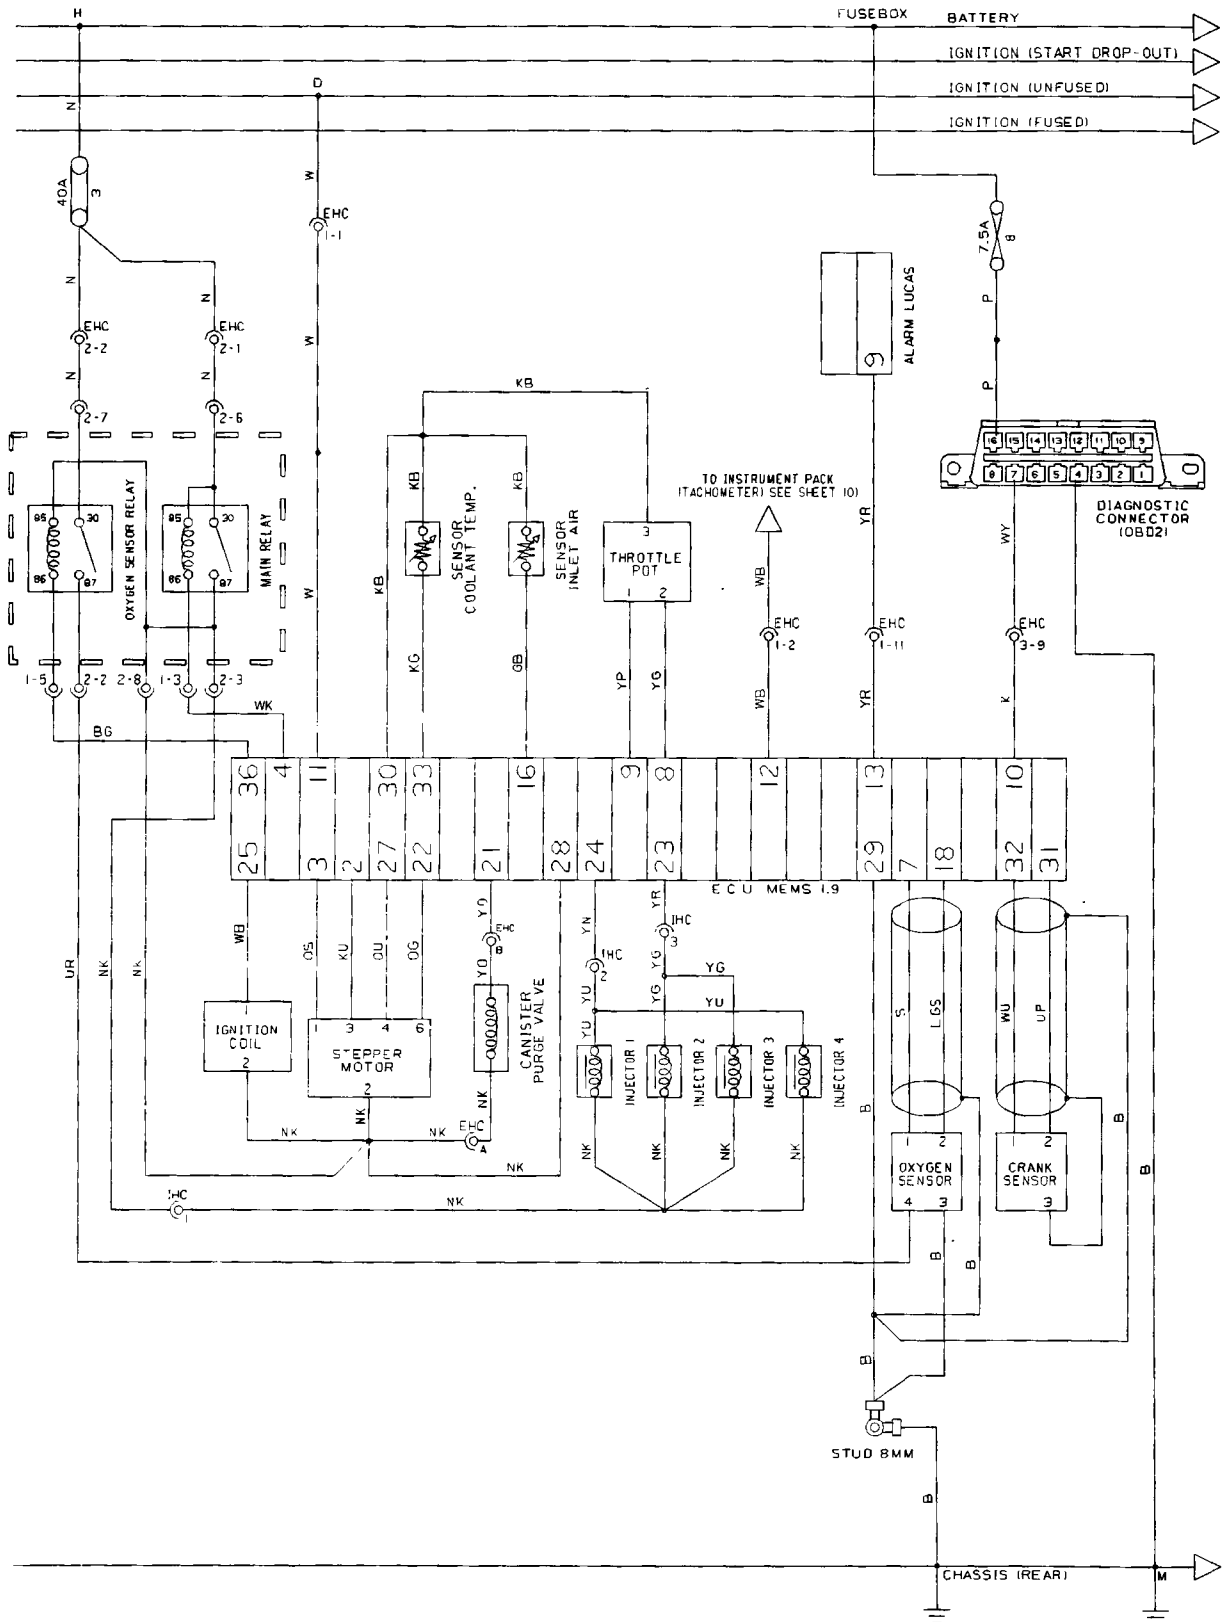 H
FUSEBOX
BATTERY
IGNITION (START DROP-OUT)
D
IGNITION (UNFUSED)
N
IGNITION (FUSED)
40A
3
W
EHC
1-1
7.5A
8
N
N
P
ALARM LUCAS
9
EHC
2-2
EHC
2-1
W
N
N
KB
P
2-7
2-6
16 15 14 13 12 11 10 9
8 7 6 5 4 3 2 1
KB
KB
TO INSTRUMENT PACK
(TACHOMETER) SEE SHEET 10)
DIAGNOSTIC
CONNECTOR
(OBD2)
85
30
86
87
OXYGEN SENSOR RELAY
85
30
86
87
MAIN RELAY
SENSOR
COOLANT TEMP.
SENSOR
INLET AIR
3
THROTTLE
POT
1
2
YR
WY
W
KB
WB
EHC
1-2
EHC
1-11
EHC
3-9
1-5
2-2
2-8
1-3
2-3
KG
GB
YP
YG
WB
YR
K
WK
BG
36
4
11
30
33
16
9
8
12
13
10
25
3
2
27
22
21
28
24
23
29
7
18
32
31
ECU MEMS 1.9
WB
OS
KU
OU
OG
YO
EHC
B
YO
YN
IHC
2
YR
IHC
3
YG
YG
YU
YG
YU
YU
UR
NK
NK
S
LGS
WU
UP
IGNITION
COIL
2
1
3
4
6
STEPPER
MOTOR
2
CANISTER
PURGE VALVE
INJECTOR 1
INJECTOR 2
INJECTOR 3
INJECTOR 4
B
B
NK
NK
NK
EHC
A
NK
NK
NK
NK
NK
NK
1
2
OXYGEN
SENSOR
4
3
1
2
CRANK
SENSOR
3
B
IHC
1
NK
B
B
B
STUD 8MM
B
CHASSIS (REAR)
M